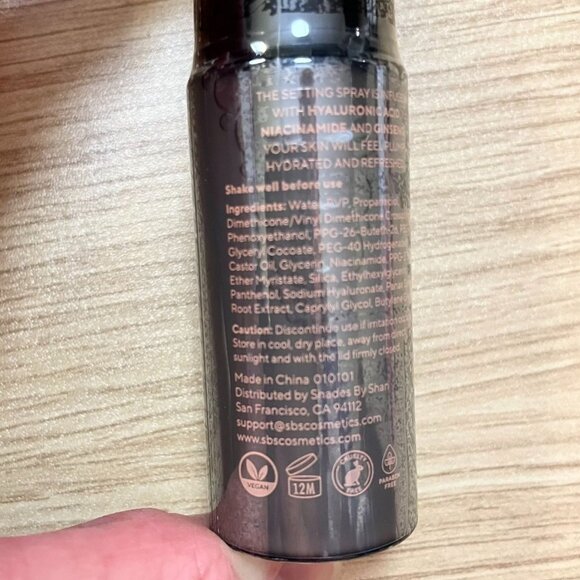 THE SETTING SPRAY IS
WITH HYALURONIC ACID
NIACINAMIDE AND
YOUR SKIN WILL FEEL
HYDRATED AND REFRESHED
Shake well before use
Ingredients: Water, PVP,
Dimethicone/Vinyl Dimethicone
Phenoxyethanol, PPG-26-Buteth-26,
Glyceryl Cocoate, PEG-40
Castor Oil, Glycerin, Niacinamide,
Ether Myristate, Silica,
Panthenol, Sodium Hyaluronate,
Root Extract, Caprylyl Glycol,
Caution: Discontinue use if irritation
Store in cool, dry place, away from
sunlight and with the lid firmly closed
Made in China 010101
Distributed by Shades By Shan
San Francisco, CA 94112
support@sbscosmetics.com
www.sbscosmetics.com
VEGAN
12M
CRUELTY
FREE
PARABEN
FREE